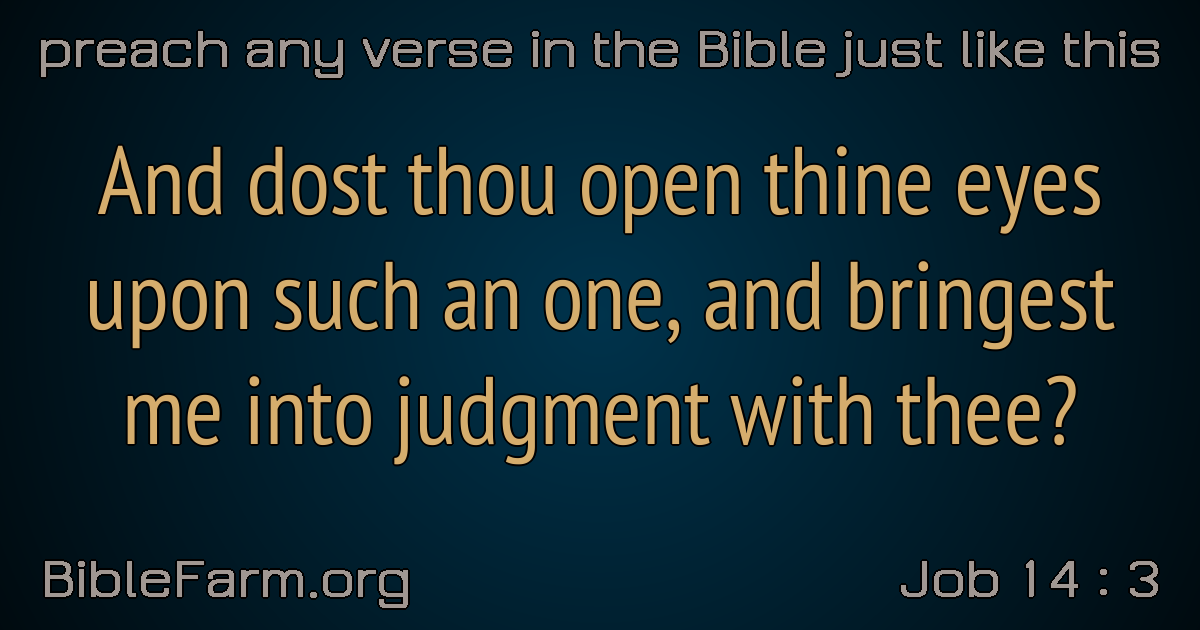 preach any verse in the Bible just like this
And dost thou open thine eyes
upon such an one, and bringest
me into judgment with thee?
BibleFarm.org
Job 14 : 3